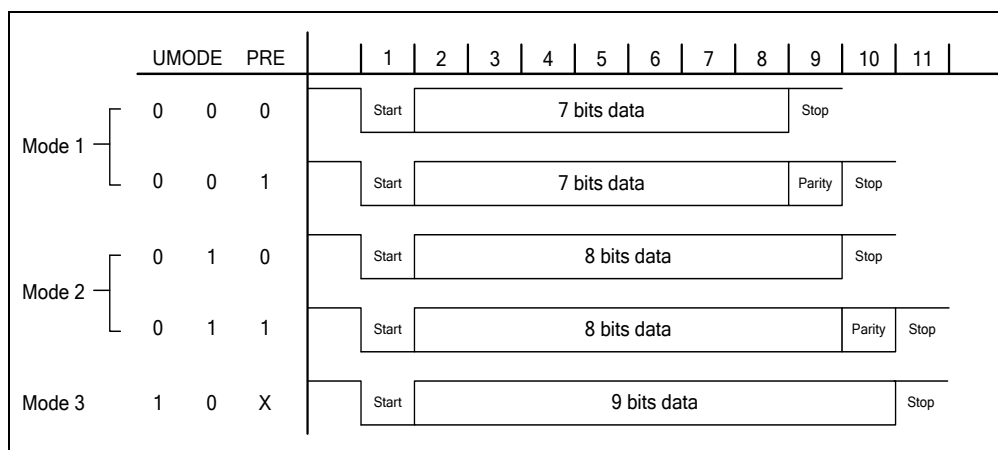 UMODE PRE 1 2 3 4 5 6 7 8 9 10 11
0 0 0 Start 7 bits data Stop
Mode 1
0 0 1 Start 7 bits data Parity Stop
0 1 0 Start 8 bits data Stop
Mode 2
0 1 1 Start 8 bits data Parity Stop
Mode 3 1 0 X Start 9 bits data Stop